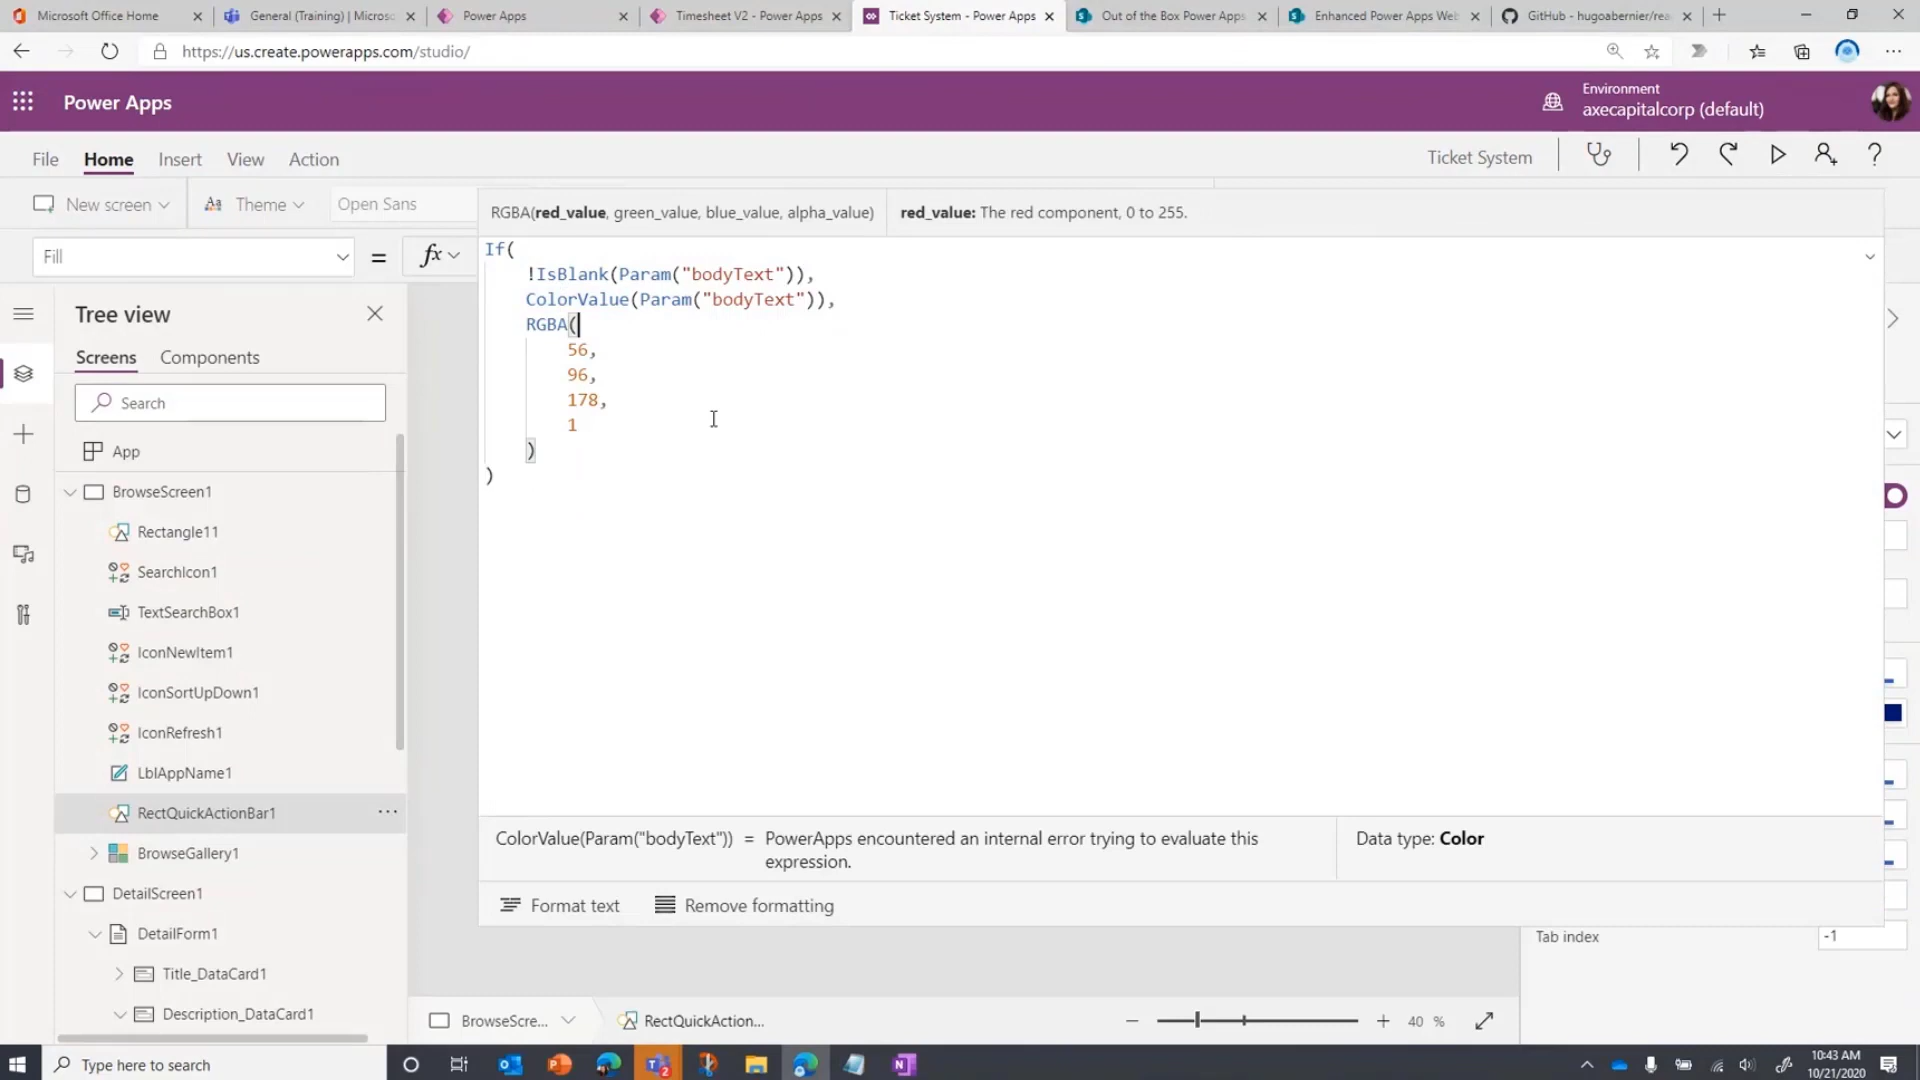 Microsoft Office Home
General (Training) | Microsc
Power Apps
Timesheet V2 - Power Apps
Ticket System - Power Apps
Out of the Box Power Apps
Enhanced Power Apps Web
GitHub - hugoabernier/rea
https://us.create.powerapps.com/studio/
Power Apps
Environment
axecapitalcorp (default)
File
Home
Insert
View
Action
Ticket System
New screen
Theme
Open Sans
RGBA(red_value, green_value, blue_value, alpha_value)
red_value: The red component, 0 to 255.
Fill
=
fx
If(
!IsBlank(Param("bodyText")),
ColorValue(Param("bodyText")),
RGBA(
56,
96,
178,
1
)
)
Tree view
Screens
Components
Search
App
BrowseScreen1
Rectangle11
SearchIcon1
TextSearchBox1
IconNewItem1
IconSortUpDown1
IconRefresh1
LblAppName1
RectQuickActionBar1
BrowseGallery1
DetailScreen1
DetailForm1
Title_DataCard1
Description_DataCard1
ColorValue(Param("bodyText")) = PowerApps encountered an internal error trying to evaluate this
expression.
Data type: Color
Format text
Remove formatting
Tab index
-1
BrowseScre...
RectQuickAction...
40 %
Type here to search
10:43 AM
10/21/2020